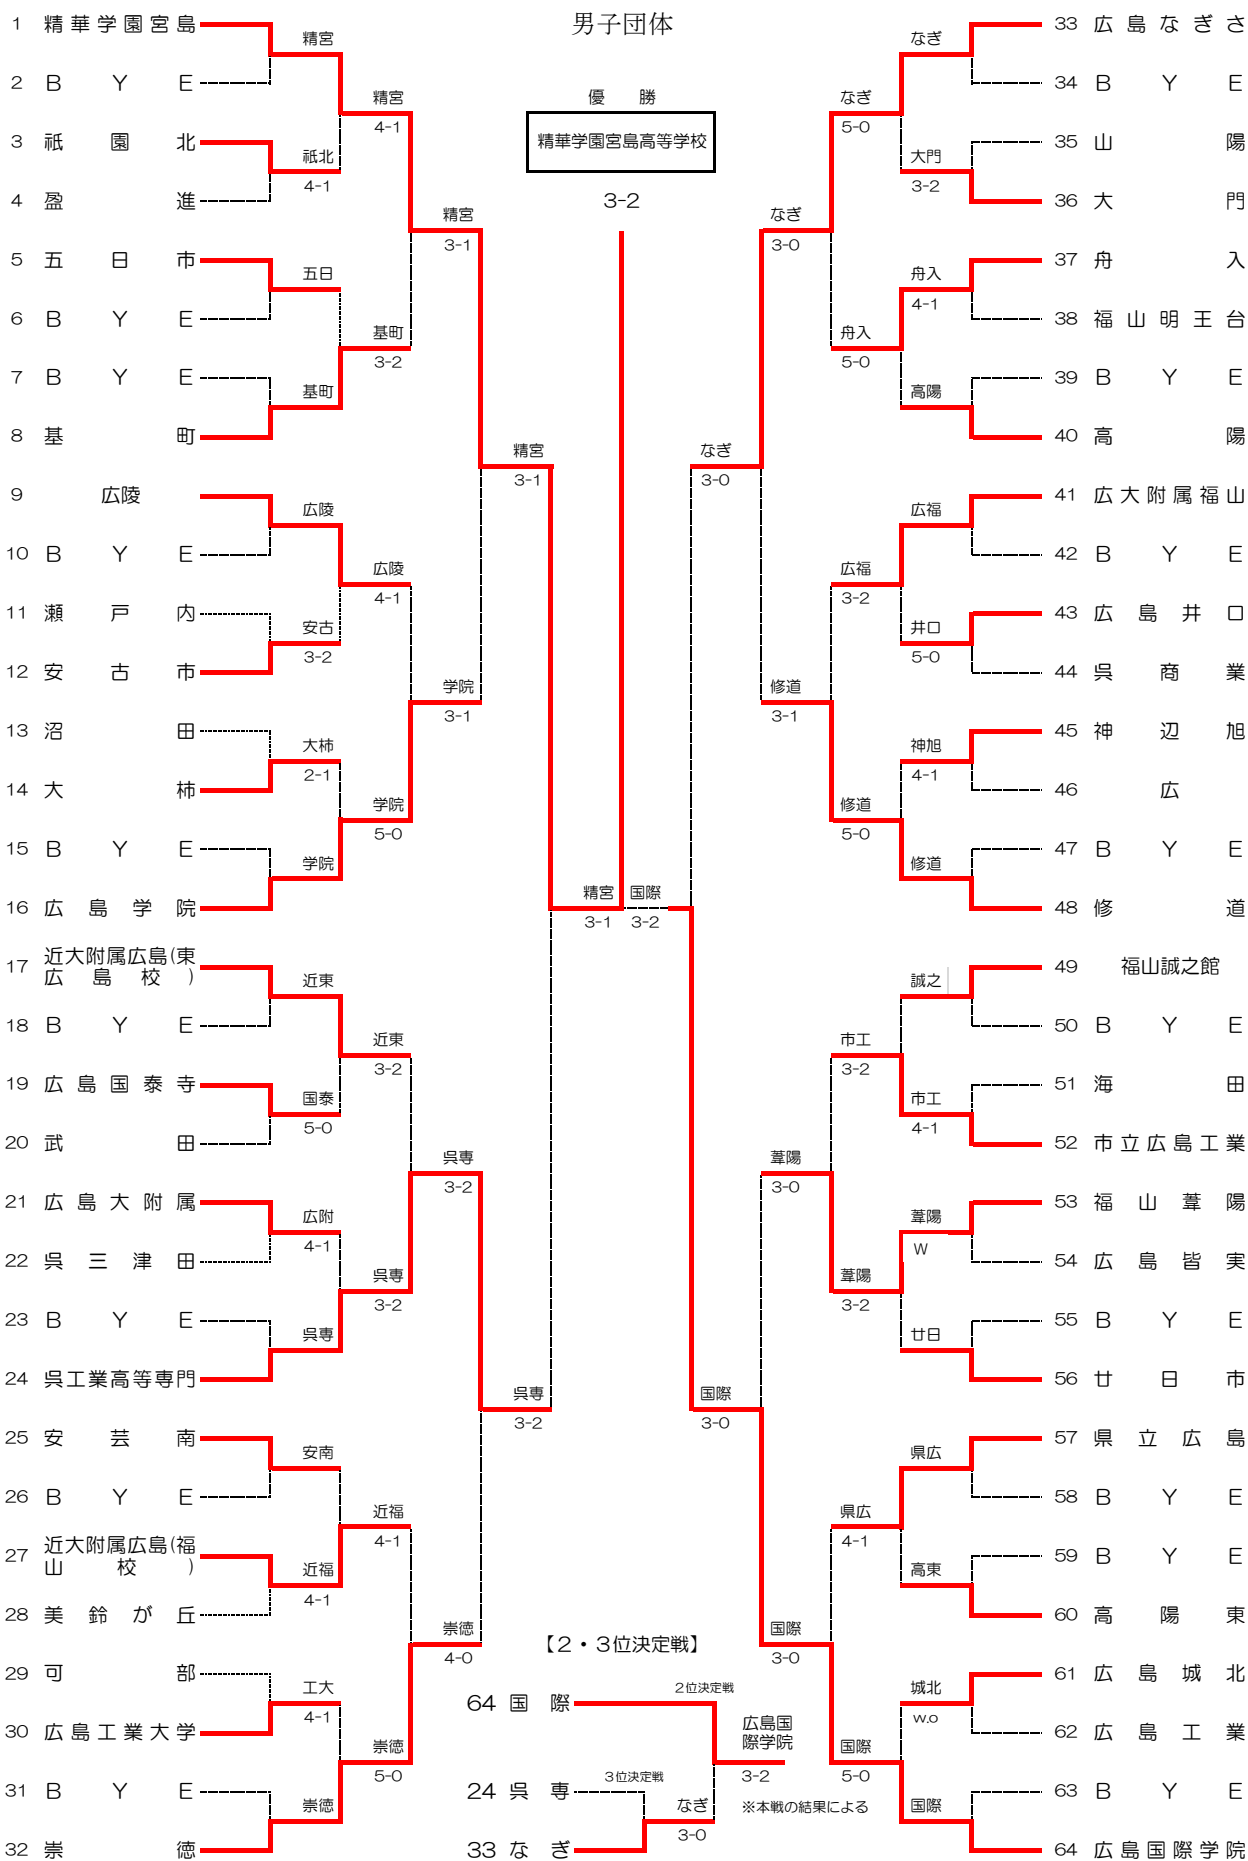 男子団体
優　勝
精華学園宮島高等学校
3-2
1 精華学園宮島
2 BYE
3 祇園北
4 盈進
5 五日市
6 BYE
7 BYE
8 基町
9 広陵
10 BYE
11 瀬戸内
12 安古市
13 沼田
14 大柿
15 BYE
16 広島学院
17 近大附属広島(東
広島校)
18 BYE
19 広島国泰寺
20 武田
21 広島大附属
22 呉三津田
23 BYE
24 呉工業高等専門
25 安芸南
26 BYE
27 近大附属広島(福
山校)
28 美鈴が丘
29 可部
30 広島工業大学
31 BYE
32 崇徳
精宮
祇北
4-1
五日
基町
広陵
安古
3-2
大柿
2-1
学院
近東
国泰
5-0
広附
4-1
呉専
安南
近福
4-1
工大
4-1
崇徳
精宮
4-1
基町
3-2
広陵
4-1
学院
5-0
近東
3-2
呉専
3-2
近福
4-1
崇徳
5-0
精宮
3-1
学院
3-1
呉専
3-2
崇徳
4-0
精宮
3-1
呉専
3-2
精宮
3-1
国際
3-2
なぎ
3-0
国際
3-0
なぎ
3-0
修道
3-1
葦陽
3-0
国際
3-0
なぎ
5-0
舟入
5-0
広福
3-2
修道
5-0
市工
3-2
葦陽
3-2
県広
4-1
国際
5-0
なぎ
大門
3-2
舟入
4-1
高陽
広福
井口
5-0
神旭
4-1
修道
誠之
市工
4-1
葦陽
W
廿日
県広
高東
城北
w.o
国際
33 広島なぎさ
34 BYE
35 山陽
36 大門
37 舟入
38 福山明王台
39 BYE
40 高陽
41 広大附属福山
42 BYE
43 広島井口
44 呉商業
45 神辺旭
46 広
47 BYE
48 修道
49 福山誠之館
50 BYE
51 海田
52 市立広島工業
53 福山葦陽
54 広島皆実
55 BYE
56 廿日市
57 県立広島
58 BYE
59 BYE
60 高陽東
61 広島城北
62 広島工業
63 BYE
64 広島国際学院
【2・3位決定戦】
64 国際
2位決定戦
広島国
際学院
3-2
24 呉専
3位決定戦
なぎ
3-0
※本戦の結果による
33 なぎ